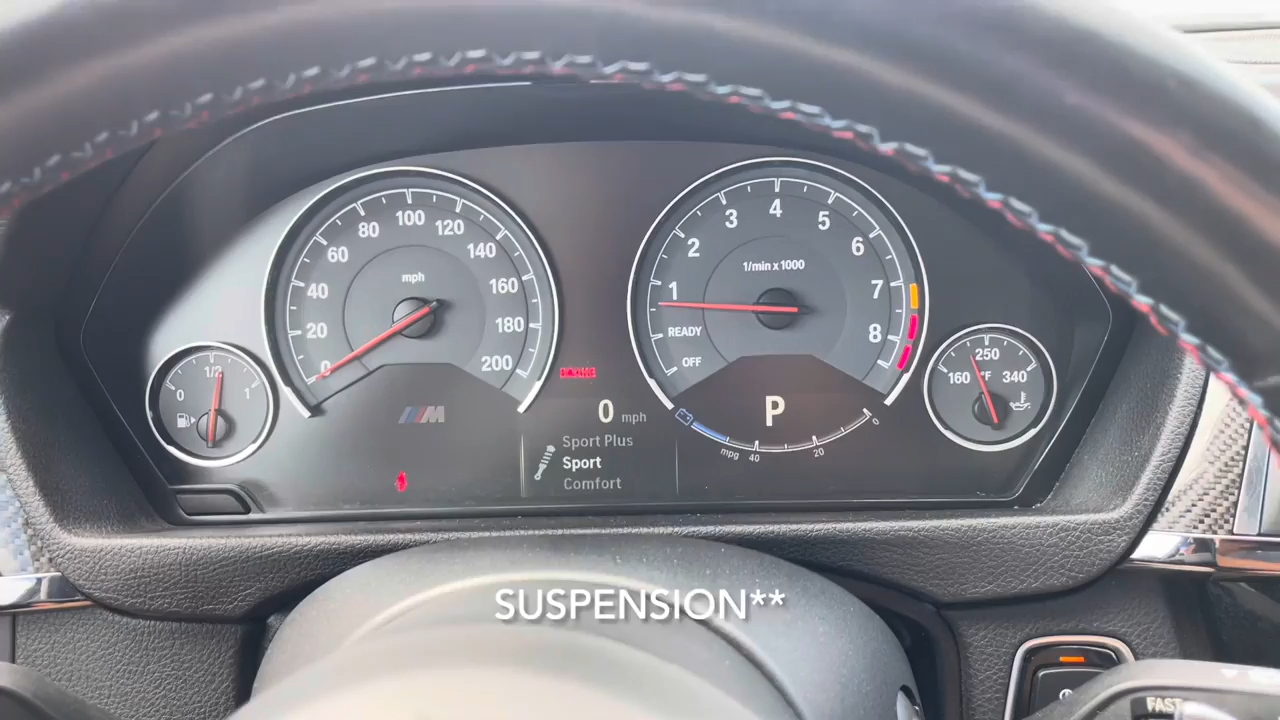 0
20
40
60
80
100
120
140
160
180
200
mph
OFF
READY
1
2
3
4
5
6
7
8
1/min x 1000
0
1/2
1
160
250
340
°F
M
0 mph
Sport Plus
Sport
Comfort
P
mpg
40
20
0
SUSPENSION**
FAST